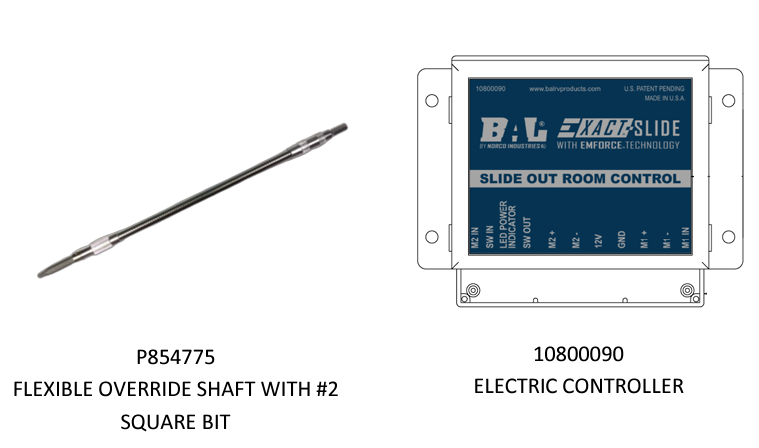 10800090 www.balrvproducts.com U.S. PATENT PENDING
MADE IN U.S.A.
BAL® EXACT SLIDE
BY NORCO INDUSTRIES WITH EMFORCE™ TECHNOLOGY
SLIDE OUT ROOM CONTROL
M2 IN
SW IN
LED POWER
INDICATOR
SW OUT
M2 +
M2 -
12V
GND
M1 +
M1 -
M1 IN
P854775
FLEXIBLE OVERRIDE SHAFT WITH #2
SQUARE BIT
10800090
ELECTRIC CONTROLLER